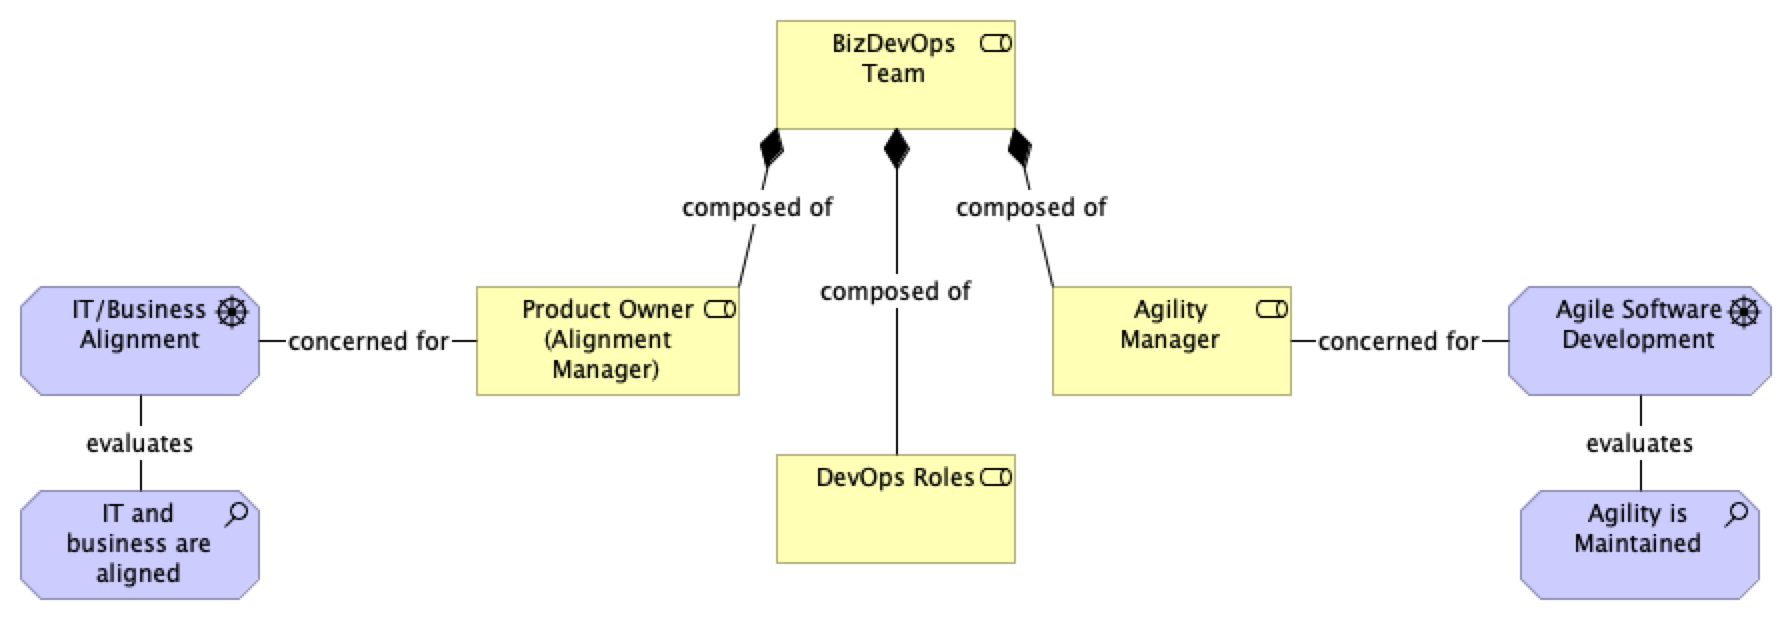 BizDevOps
Team
composed of
composed of
composed of
IT/Business
Alignment
concerned for
Product Owner
(Alignment
Manager)
Agility
Manager
concerned for
Agile Software
Development
evaluates
evaluates
DevOps Roles
IT and
business are
aligned
Agility is
Maintained